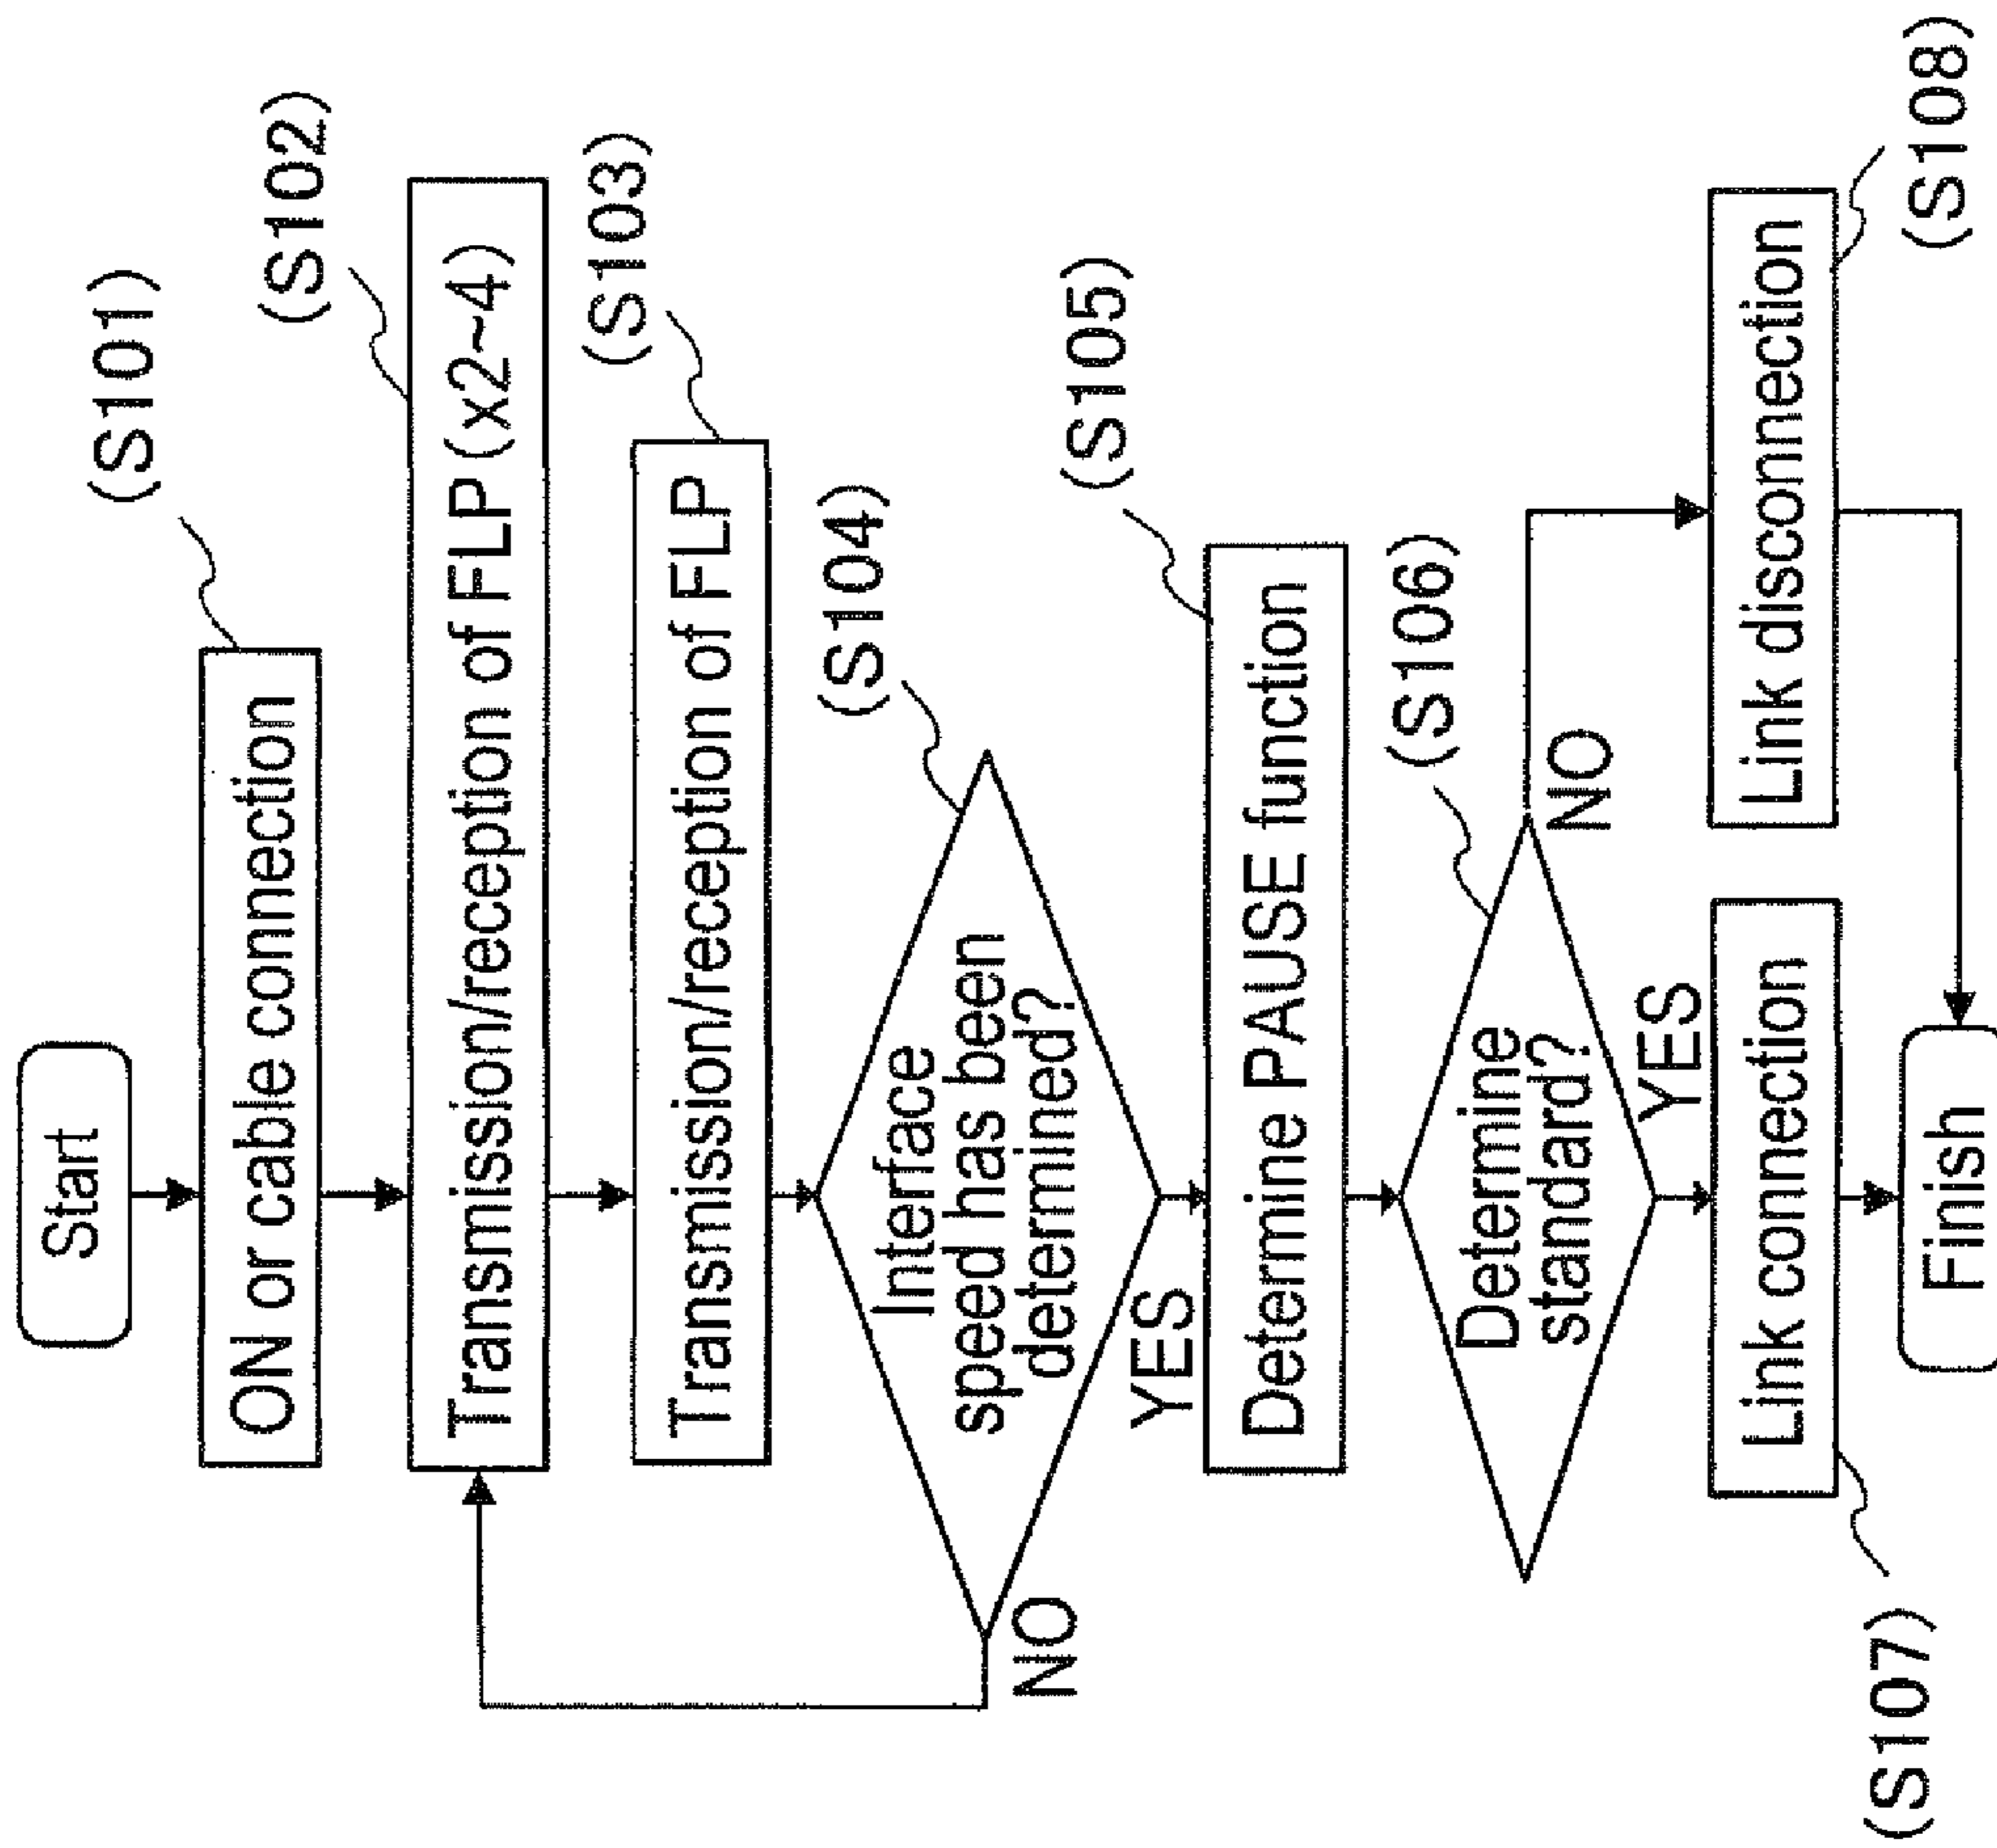 Start
(S101)
ON or cable connection
(S102)
Transmission/reception of FLP (x2~4)
(S103)
Transmission/reception of FLP
(S104)
Interface
speed has been
determined?
NO
YES
(S105)
Determine PAUSE function
(S106)
Determine
standard?
NO
YES
(S107)
Link connection
Link disconnection
(S108)
Finish